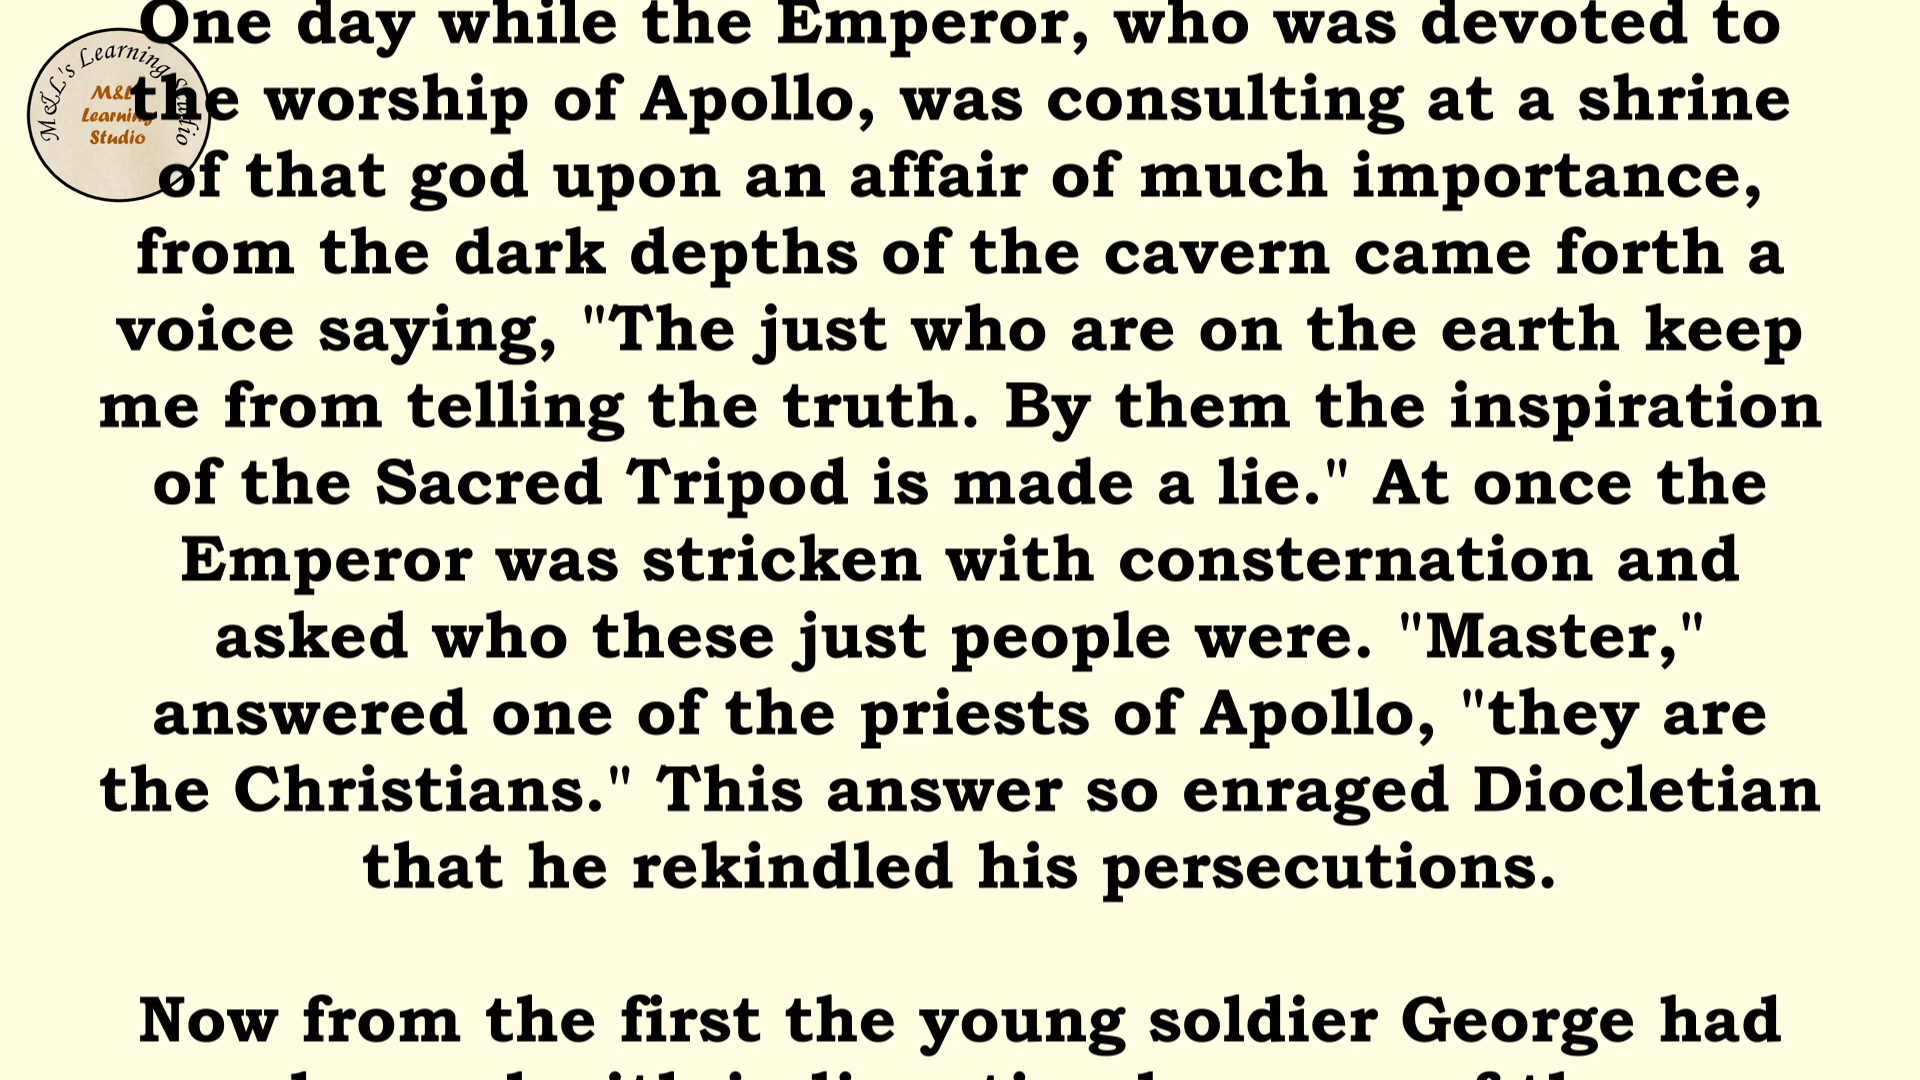 One day while the Emperor, who was devoted to
the worship of Apollo, was consulting at a shrine
of that god upon an affair of much importance,
from the dark depths of the cavern came forth a
voice saying, "The just who are on the earth keep
me from telling the truth. By them the inspiration
of the Sacred Tripod is made a lie." At once the
Emperor was stricken with consternation and
asked who these just people were. "Master,"
answered one of the priests of Apollo, "they are
the Christians." This answer so enraged Diocletian
that he rekindled his persecutions.
Now from the first the young soldier George had
M&L's Learning Studio
M&L
Learning
Studio